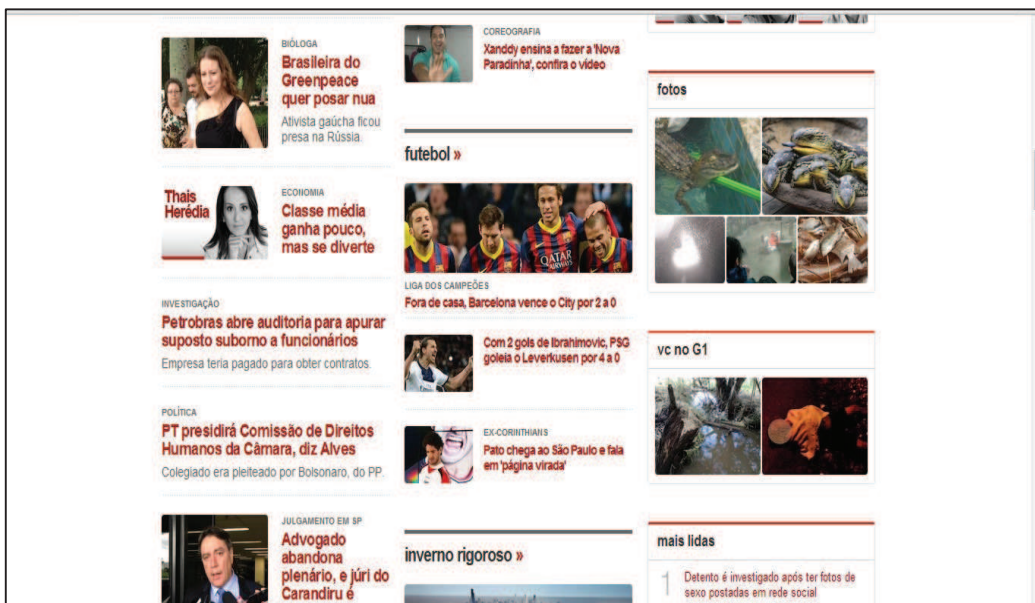 BIÓLOGA
Brasileira do
Greenpeace
quer posar nua
Ativista gaúcha ficou
presa na Rússia.
Thais
Herédia
ECONOMIA
Classe média
ganha pouco,
mas se diverte
INVESTIGAÇÃO
Petrobras abre auditoria para apurar
suposto suborno a funcionários
Empresa teria pagado para obter contratos.
POLÍTICA
PT presidirá Comissão de Direitos
Humanos da Câmara, diz Alves
Colegiado era pleiteado por Bolsonaro, do PP.
JULGAMENTO EM SP
Advogado
abandona
plenário, e júri do
Carandiru é
COREOGRAFIA
Xanddy ensina a fazer a 'Nova
Paradinha', confira o vídeo
futebol »
QATAR
AIRWAYS
LIGA DOS CAMPEÕES
Fora de casa, Barcelona vence o City por 2 a 0
Com 2 gols de Ibrahimovic, PSG
goleia o Leverkusen por 4 a 0
EX-CORINTHIANS
Pato chega ao São Paulo e fala
em 'página virada'
inverno rigoroso »
fotos
vc no G1
mais lidas
1
Detento é investigado após ter fotos de
sexo postadas em rede social